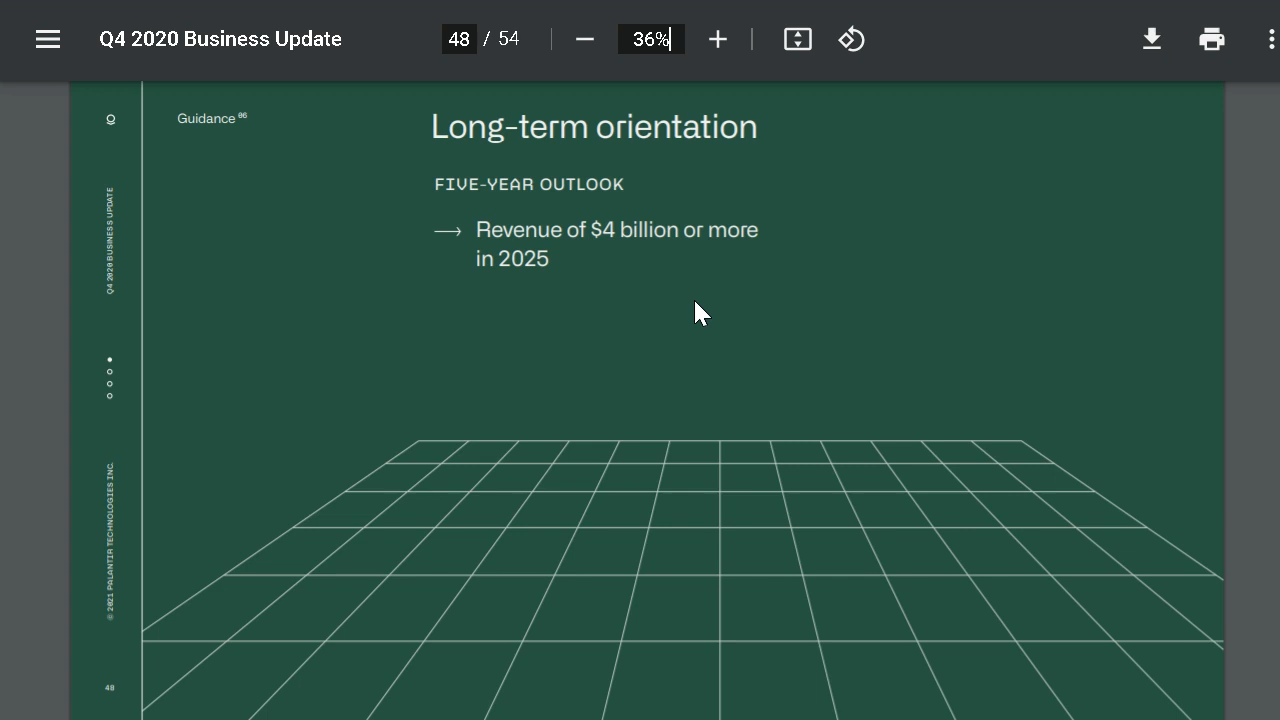 Q4 2020 Business Update
48 / 54
36%
Guidance 06
Long-term orientation
FIVE-YEAR OUTLOOK
⟶ Revenue of $4 billion or more
in 2025
Q4 2020 BUSINESS UPDATE
© 2021 PALANTIR TECHNOLOGIES INC.
48